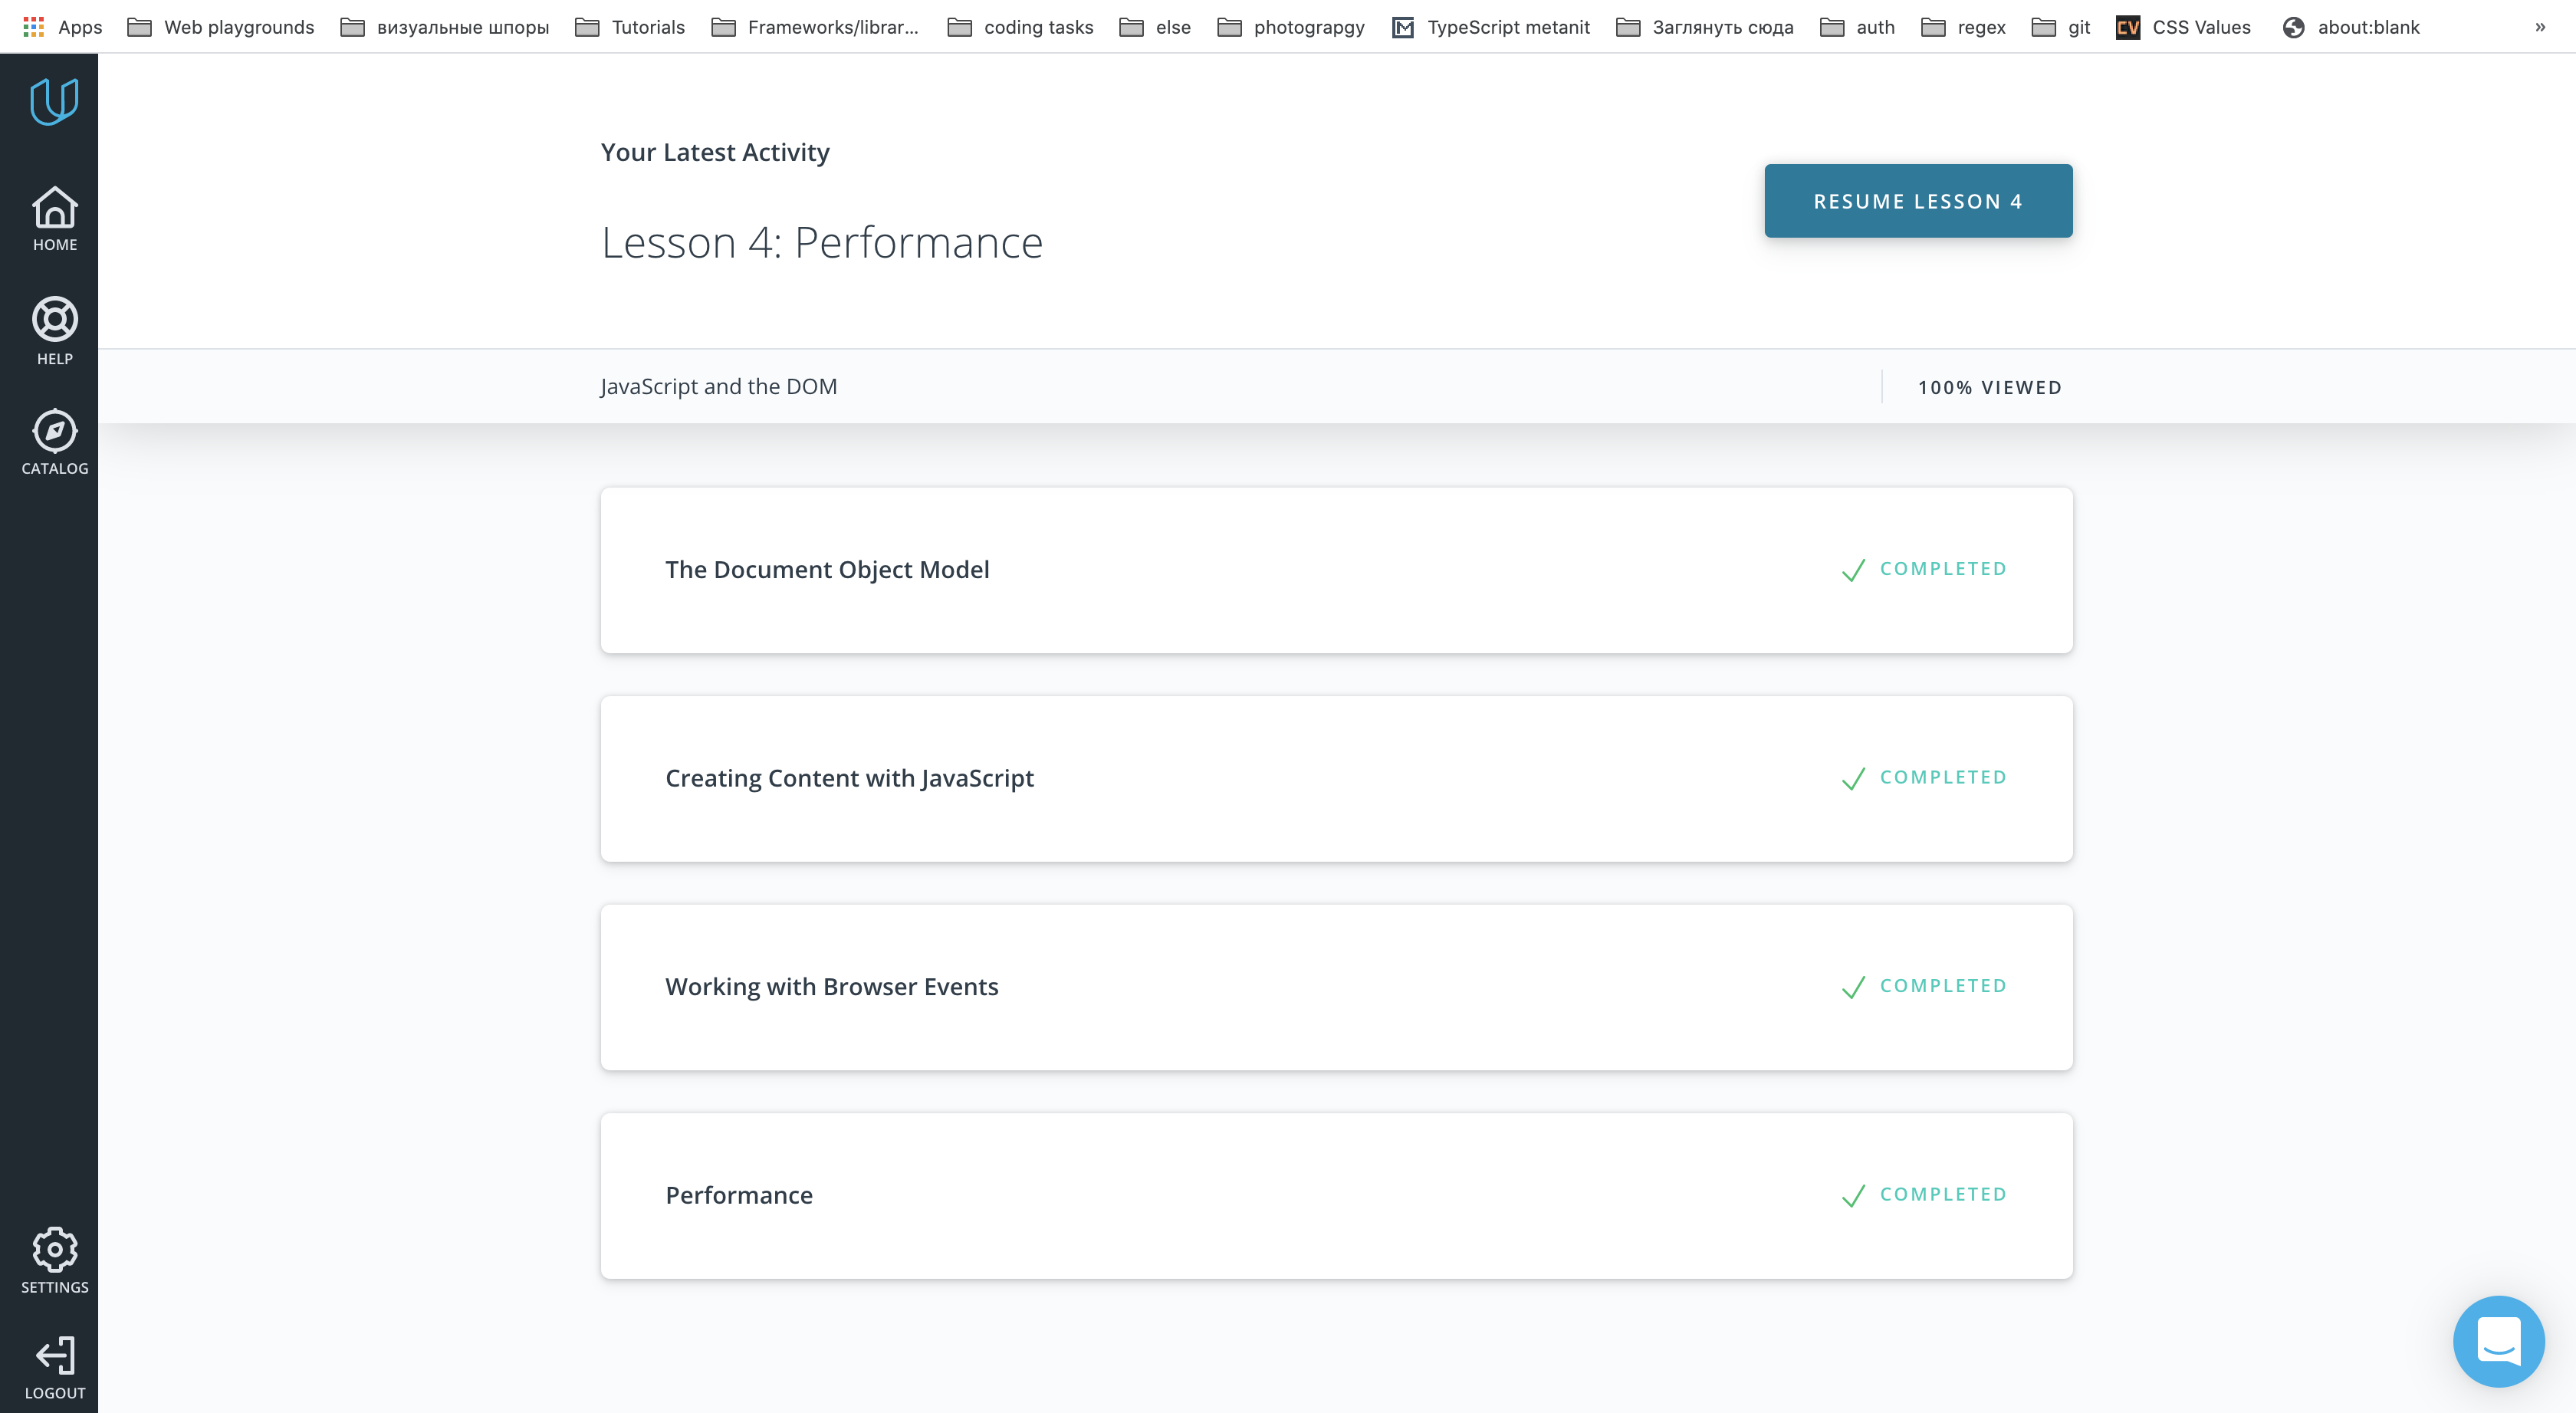 Apps Web playgrounds визуальные шпоры Tutorials Frameworks/librar... coding tasks else photograpgy TypeScript metanit Заглянуть сюда auth regex git CV CSS Values about:blank »
HOME
HELP
CATALOG
SETTINGS
LOGOUT
Your Latest Activity
Lesson 4: Performance
RESUME LESSON 4
JavaScript and the DOM
100% VIEWED
The Document Object Model
COMPLETED
Creating Content with JavaScript
COMPLETED
Working with Browser Events
COMPLETED
Performance
COMPLETED